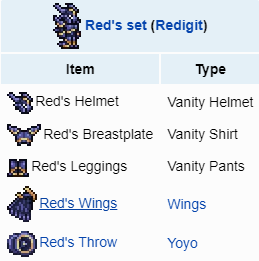 Red's set (Redigit)
Item Type
Red's Helmet Vanity Helmet
Red's Breastplate Vanity Shirt
Red's Leggings Vanity Pants
Red's Wings Wings
Red's Throw Yoyo